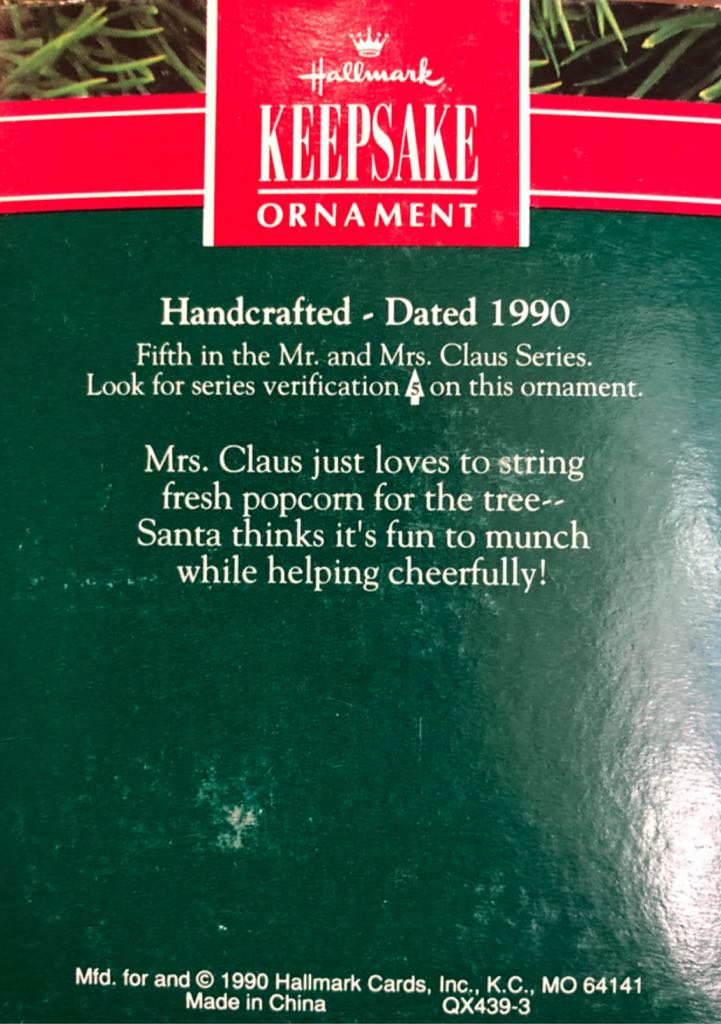 Hallmark
KEEPSAKE
ORNAMENT
Handcrafted - Dated 1990
Fifth in the Mr. and Mrs. Claus Series.
Look for series verification 5 on this ornament.
Mrs. Claus just loves to string
fresh popcorn for the tree--
Santa thinks it's fun to munch
while helping cheerfully!
Mfd. for and © 1990 Hallmark Cards, Inc., K.C., MO 64141
Made in China QX439-3